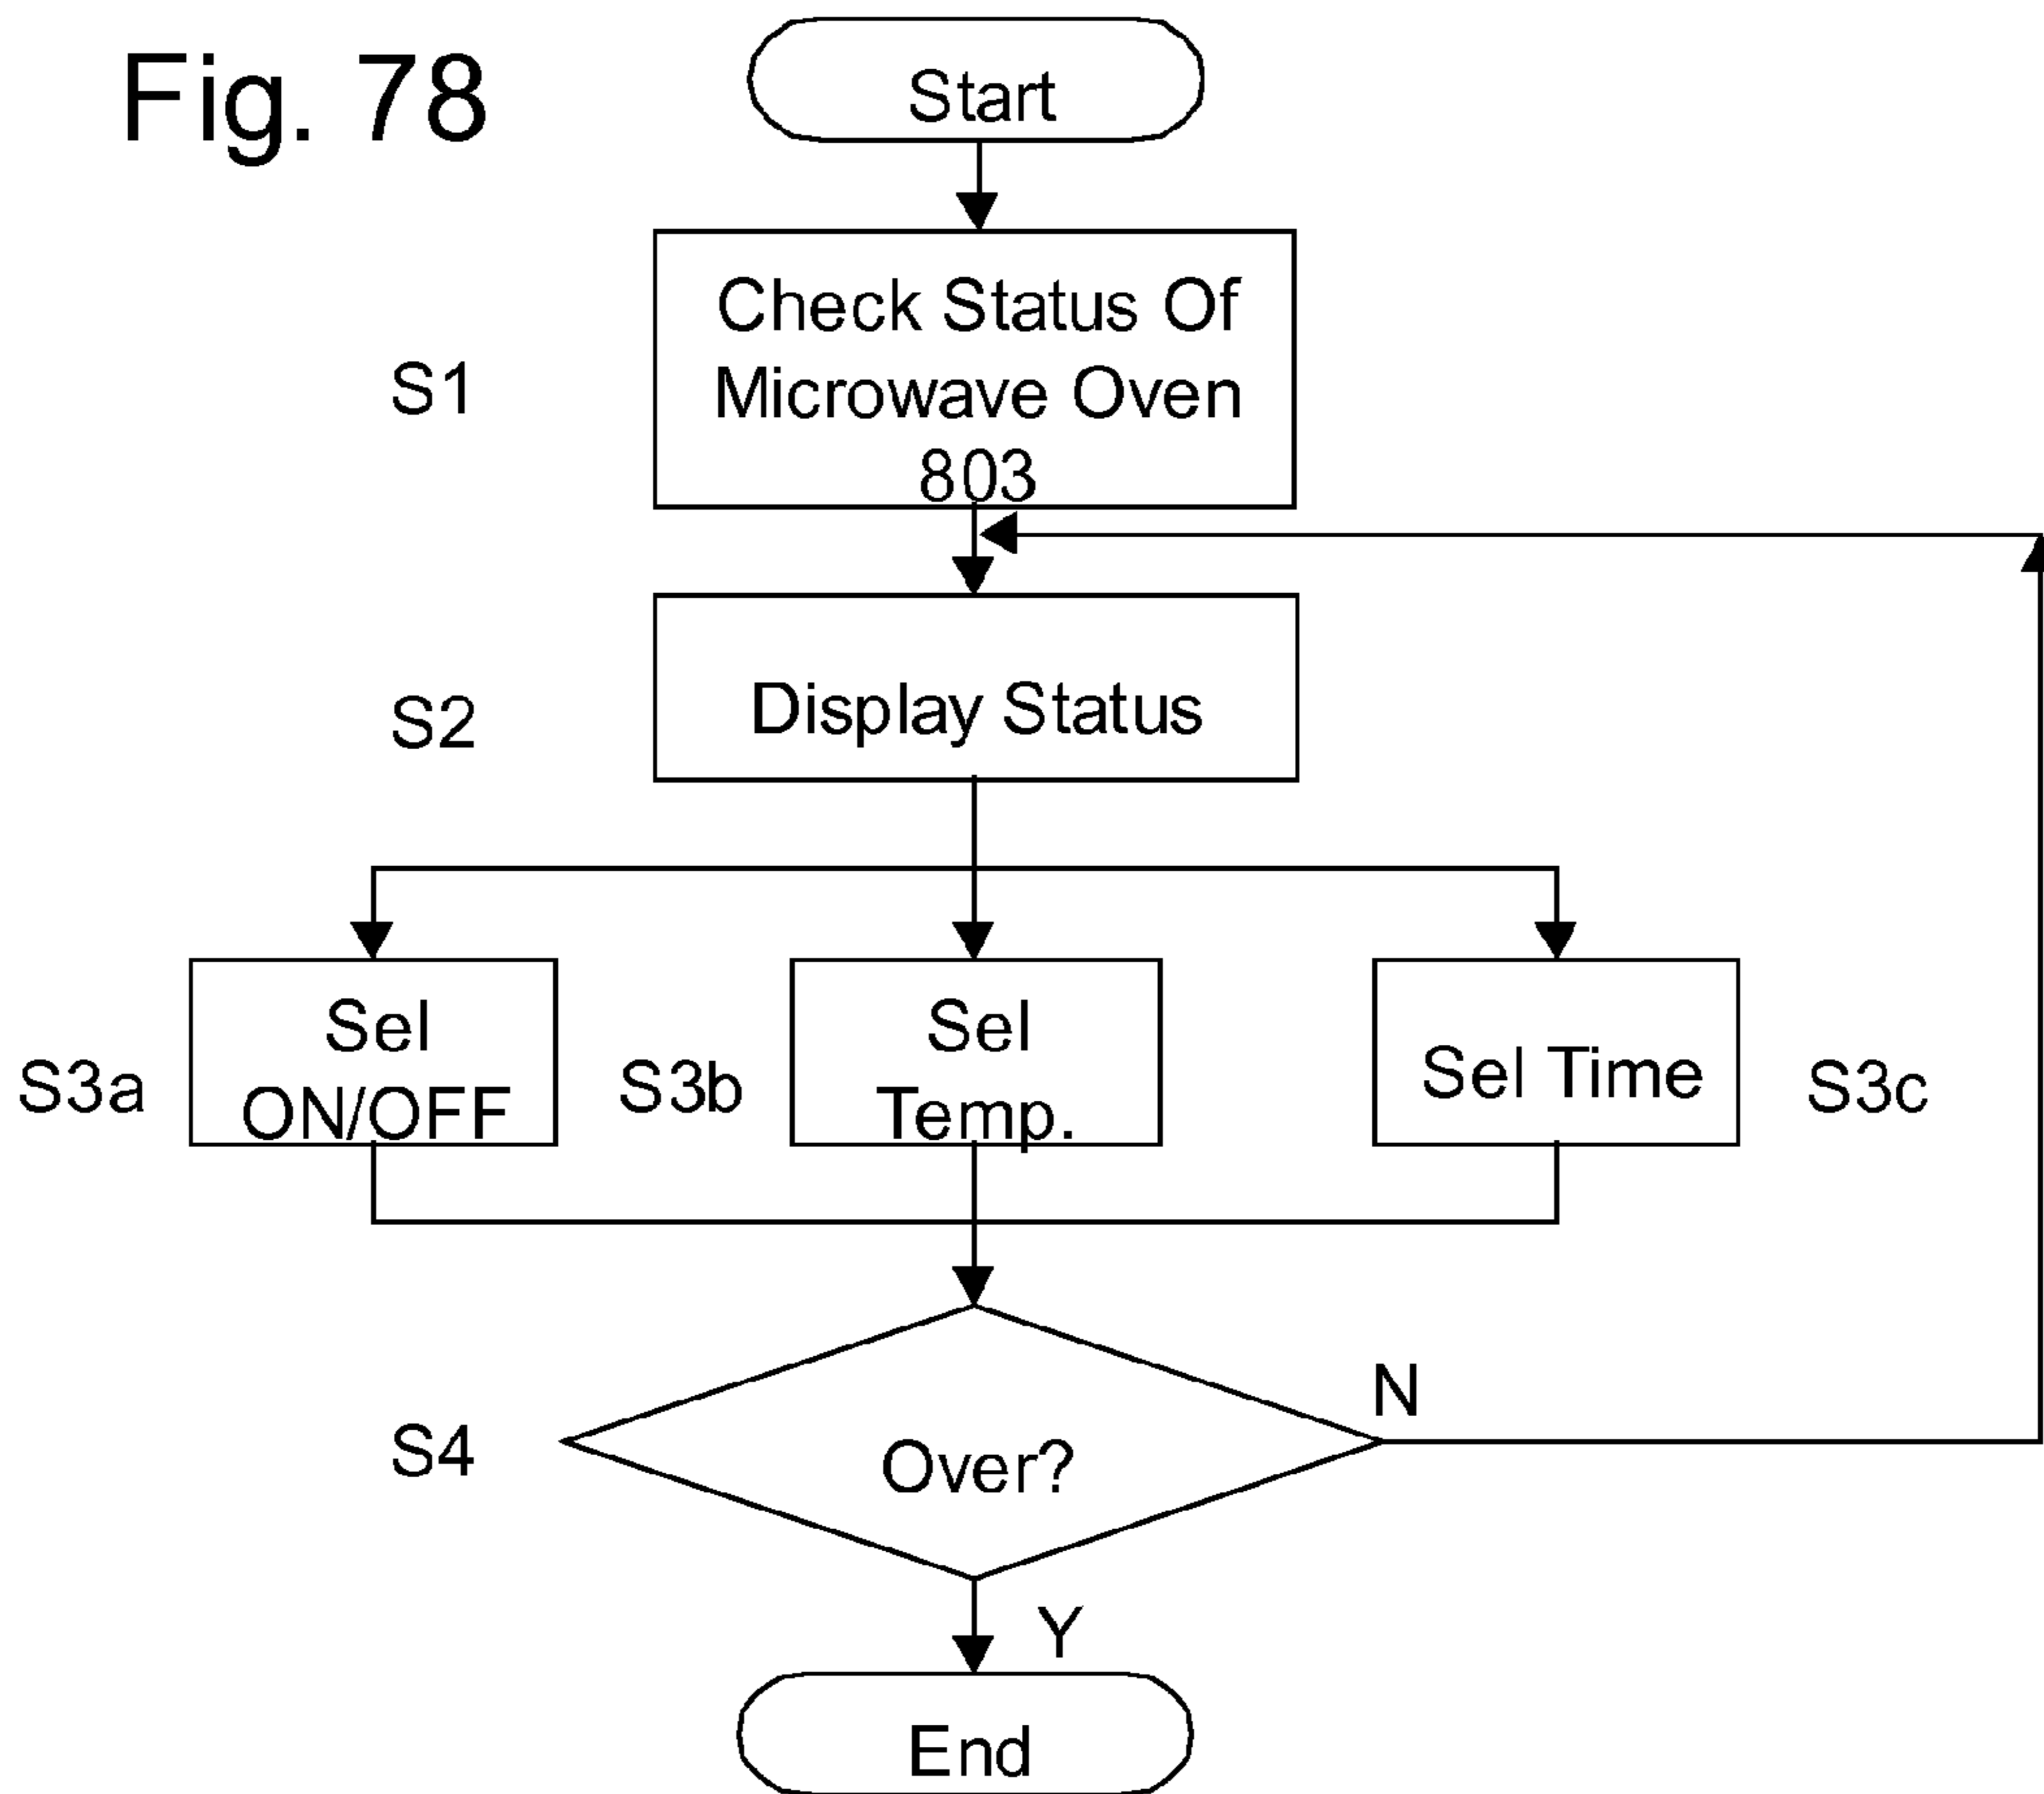 Fig. 78
Start
S1
Check Status Of
Microwave Oven
803
S2
Display Status
S3a
Sel
ON/OFF
S3b
Sel
Temp.
Sel Time
S3c
S4
Over?
N
Y
End